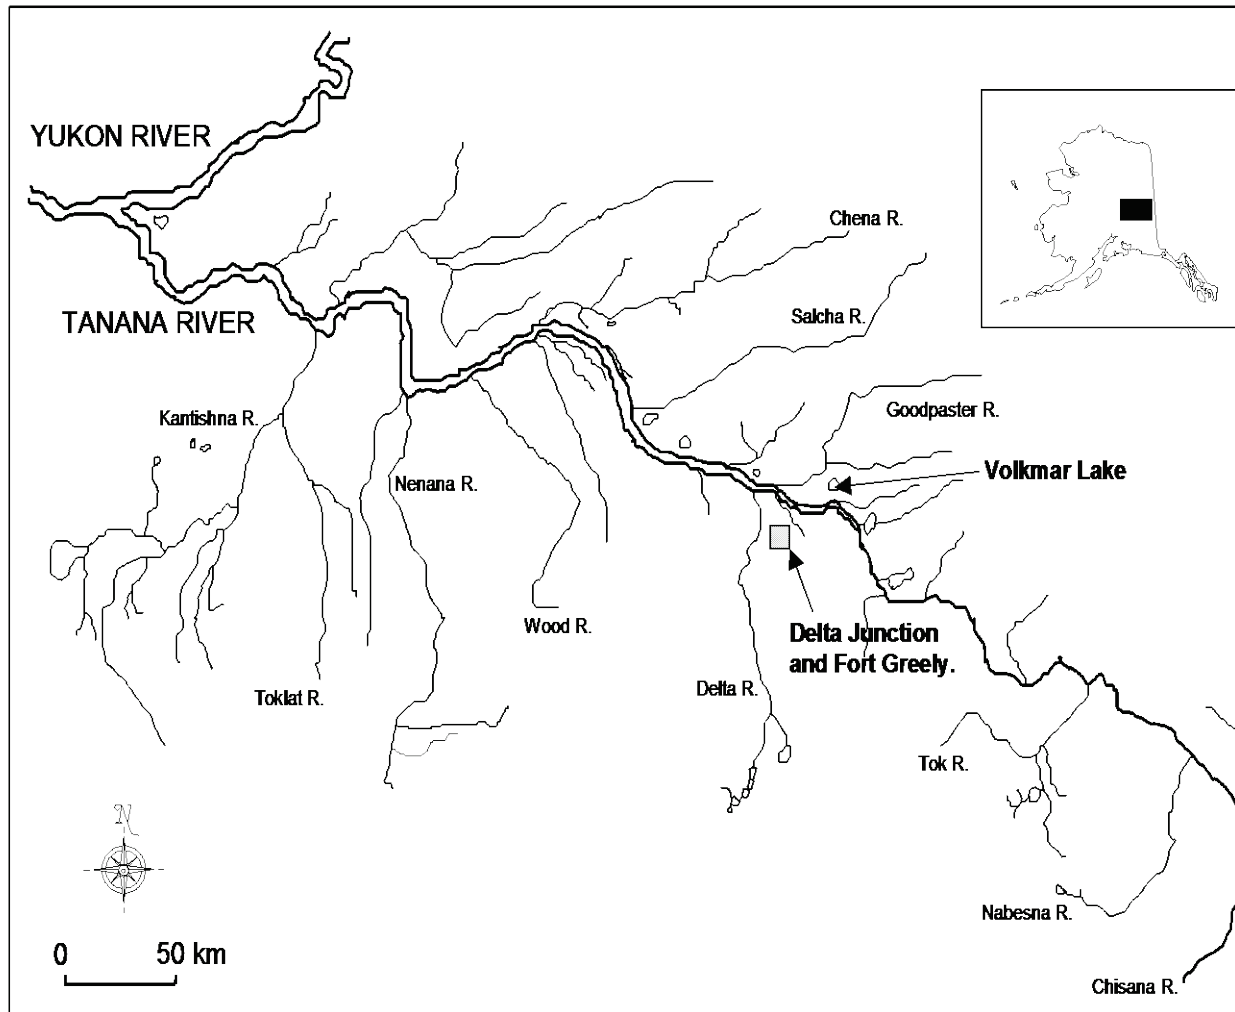 YUKON RIVER
TANANA RIVER
Chena R.
Salcha R.
Kantishna R.
Goodpaster R.
Nenana R.
Volkmar Lake
Wood R.
Delta Junction
and Fort Greely.
Toklat R.
Delta R.
Tok R.
N
Nabesna R.
0 50 km
Chisana R.